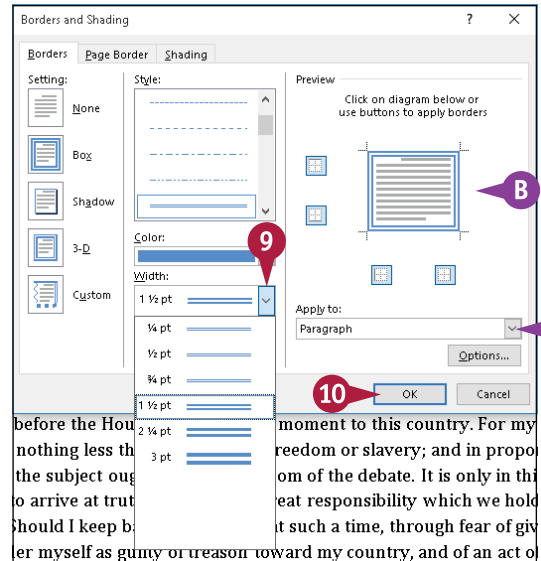 Borders and Shading ? ×
Borders Page Border Shading
Setting:
None
Box
Shadow
3-D
Custom
Style:
Color:
9
Width:
1 ½ pt
¼ pt
½ pt
¾ pt
1 ½ pt
2 ¼ pt
3 pt
Preview
Click on diagram below or
use buttons to apply borders
B
Apply to:
Paragraph
Options...
10 OK Cancel
before the Hou moment to this country. For my
nothing less th reedom or slavery; and in propo
the subject oug om of the debate. It is only in thi
to arrive at trut reat responsibility which we hold
Should I keep ba t such a time, through fear of giv
der myself as guilty of treason toward my country, and of an act o